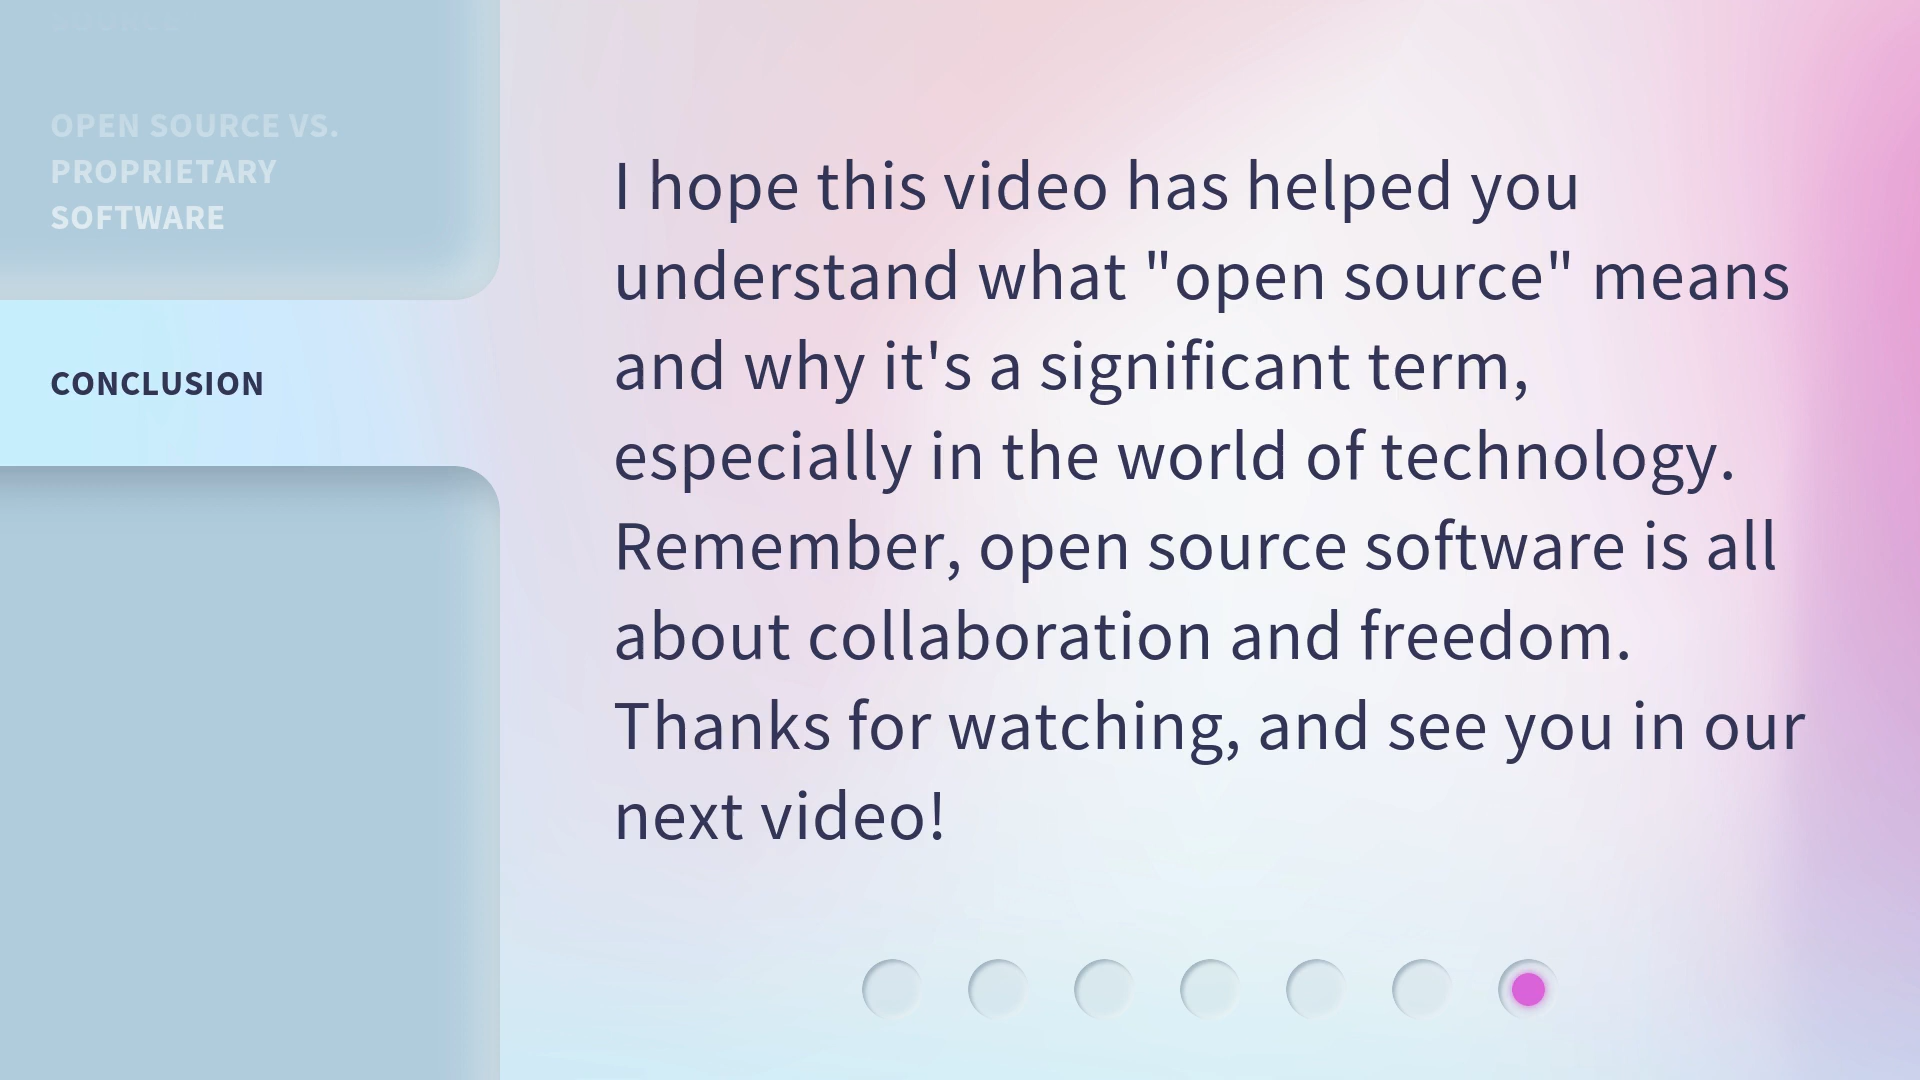 OPEN SOURCE VS.
PROPRIETARY
SOFTWARE
CONCLUSION
I hope this video has helped you
understand what "open source" means
and why it's a significant term,
especially in the world of technology.
Remember, open source software is all
about collaboration and freedom.
Thanks for watching, and see you in our
next video!